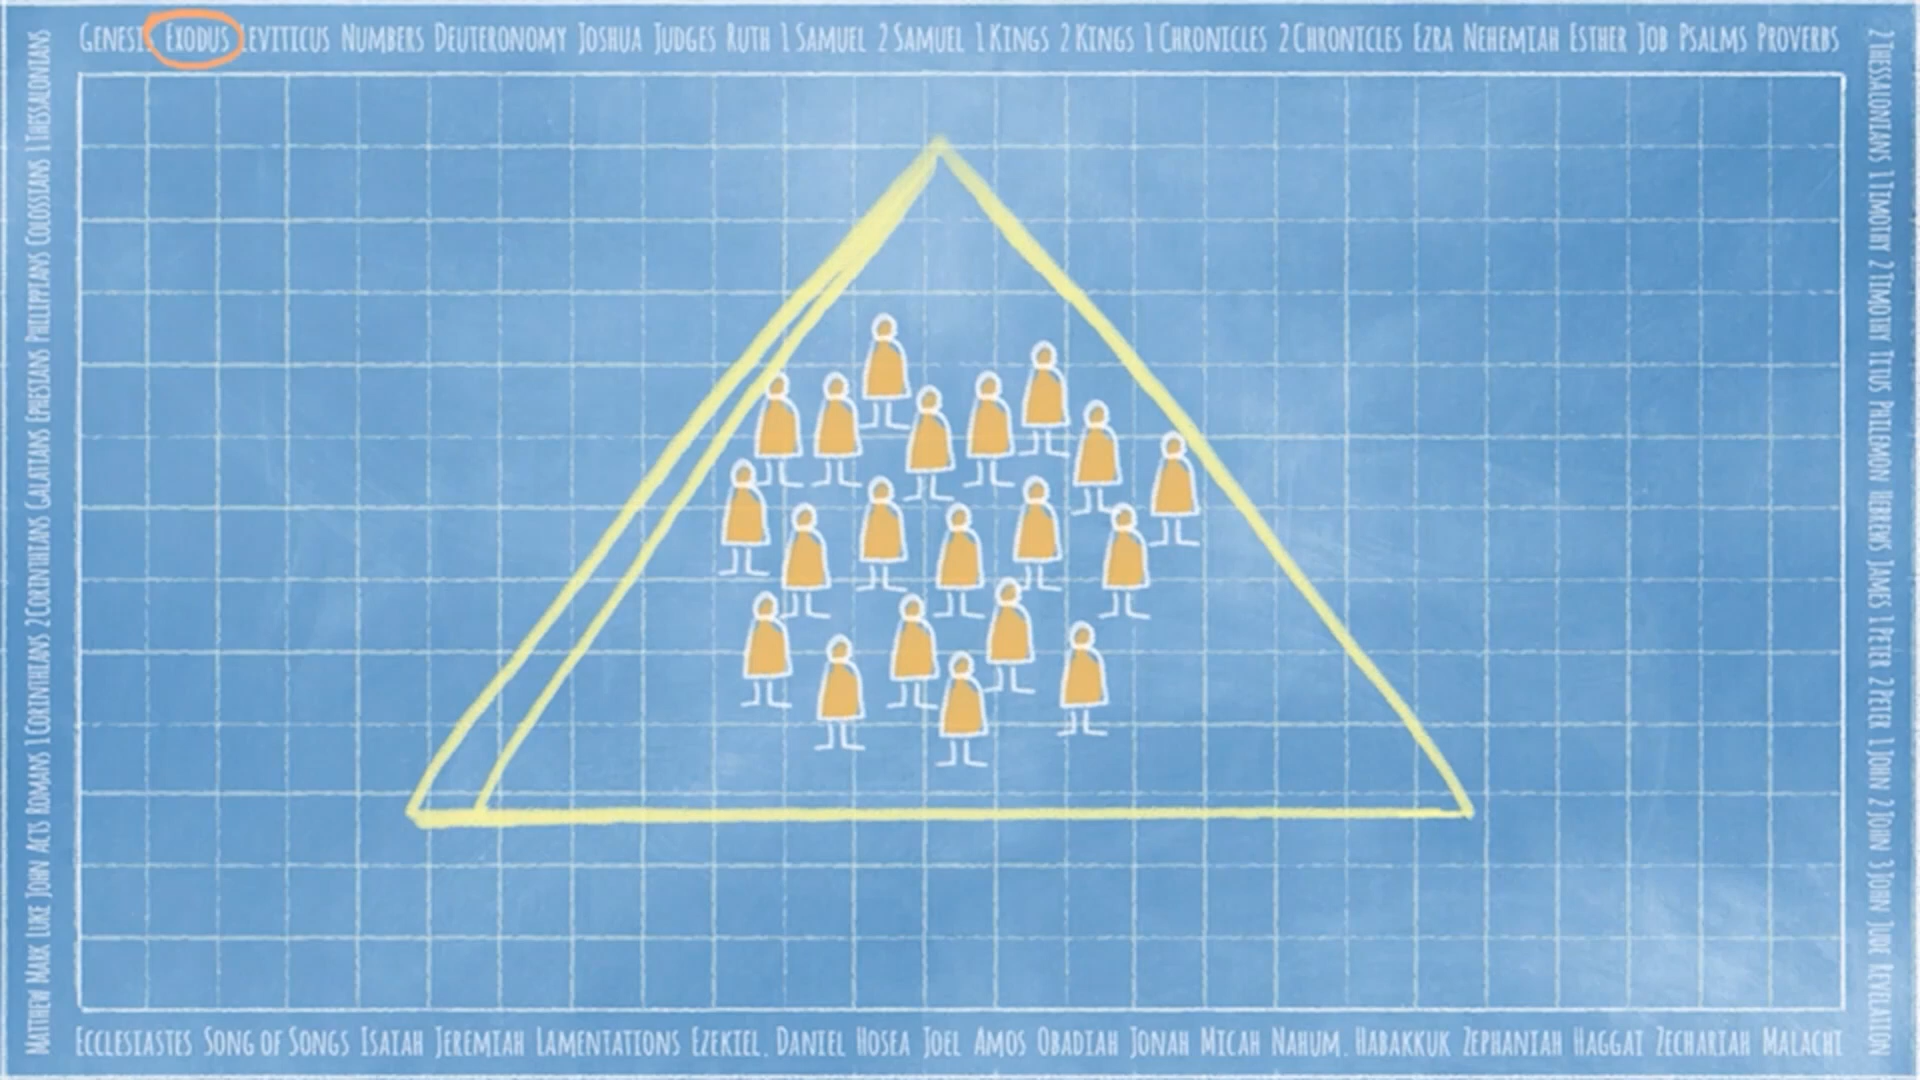 Genesis Exodus Leviticus Numbers Deuteronomy Joshua Judges Ruth 1 Samuel 2 Samuel 1 Kings 2 Kings 1 Chronicles 2 Chronicles Ezra Nehemiah Esther Job Psalms Proverbs
Ecclesiastes Song of Songs Isaiah Jeremiah Lamentations Ezekiel. Daniel Hosea Joel Amos Obadiah Jonah Micah Nahum. Habakkuk Zephaniah Haggai Zechariah Malachi
Matthew Mark Luke John Acts Romans 1 Corinthians 2 Corinthians Galatians Ephesians Philippians Colossians 1 Thessalonians
2 Thessalonians 1 Timothy 2 Timothy Titus Philemon Hebrews James 1 Peter 2 Peter 1 John 2 John 3 John Jude Revelation